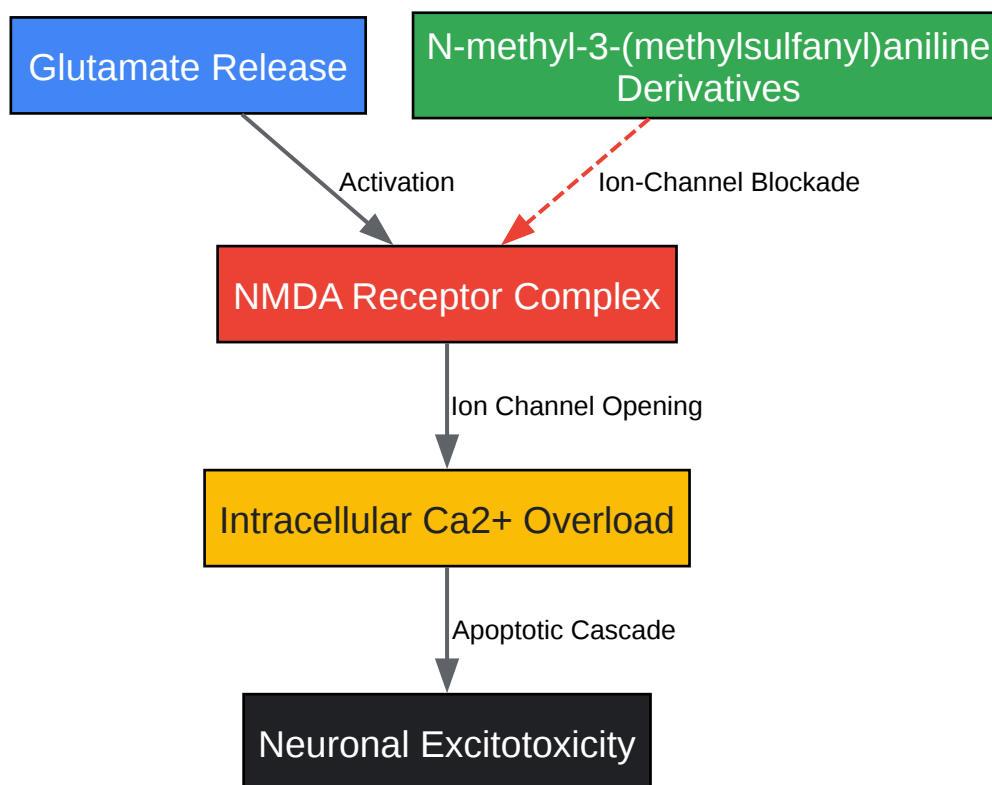 Glutamate Release
N-methyl-3-(methylsulfanyl)aniline
Derivatives
Activation
Ion-Channel Blockade
NMDA Receptor Complex
Ion Channel Opening
Intracellular Ca2+ Overload
Apoptotic Cascade
Neuronal Excitotoxicity